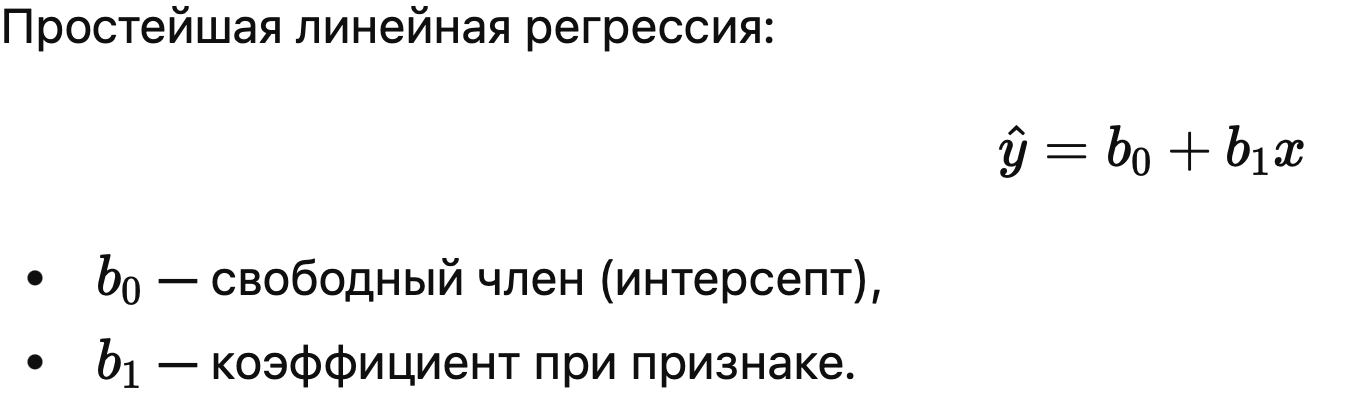 Простейшая линейная регрессия:
ŷ = b₀ + b₁x
• b₀ — свободный член (интерсепт),
• b₁ — коэффициент при признаке.